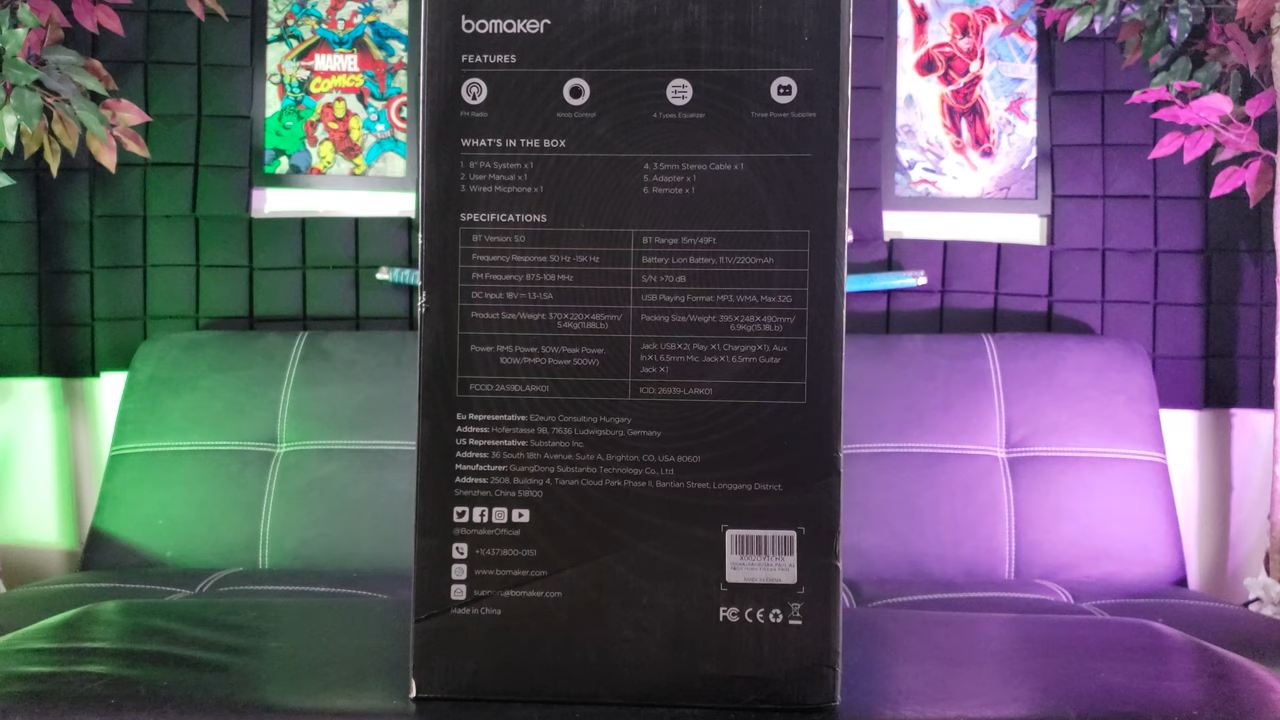 MARVEL
COMICS
bomaker
FEATURES
FM Radio
Knob Control
4 Types Equalizer
Three Power Supplies
WHAT'S IN THE BOX
1. 8" PA System x 1
2. User Manual x 1
3. Wired Micphone x 1
4. 3.5mm Stereo Cable x 1
5. Adapter x 1
6. Remote x 1
SPECIFICATIONS
BT Version: 5.0
BT Range: 15m/49Ft.
Frequency Response: 50 Hz -15K Hz
Battery: Lion Battery, 11.1V/2200mAh
FM Frequency: 87.5-108 MHz
S/N: >70 dB
DC Input: 18V⎓ 1.3-1.5A
USB Playing Format: MP3, WMA, Max.32G
Product Size/Weight: 370×220×485mm/
5.4Kg(11.88Lb)
Packing Size/Weight: 395×248×490mm/
6.9Kg(15.18Lb)
Power: RMS Power, 50W/Peak Power,
100W/PMPO Power 500W)
Jack: USB×2( Play ×1, Charging×1), Aux
In×1, 6.5mm Mic Jack×1, 6.5mm Guitar
Jack ×1
FCCID: 2AS9DLARK01
ICID: 26939-LARK01
Eu Representative: E2euro Consulting Hungary
Address: Hoferstasse 9B, 71636 Ludwigsburg, Germany
US Representative: Substanbo Inc.
Address: 36 South 18th Avenue, Suite A, Brighton, CO, USA 80601
Manufacturer: GuangDong Substanbo Technology Co., Ltd.
Address: 2508, Building 4, Tianan Cloud Park Phase II, Bantian Street, Longgang District,
Shenzhen, China 518100
@BomakerOfficial
+1(437)800-0151
www.bomaker.com
support@bomaker.com
Made in China
FC CE